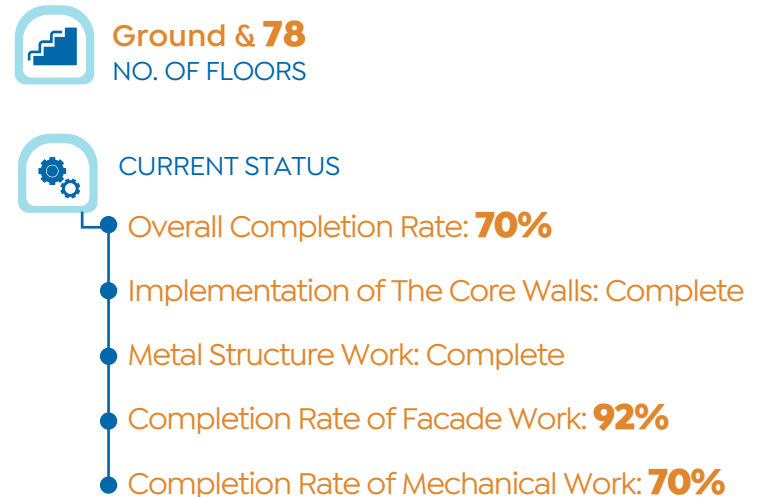 Ground & 78
NO. OF FLOORS
CURRENT STATUS
Overall Completion Rate: 70%
Implementation of The Core Walls: Complete
Metal Structure Work: Complete
Completion Rate of Facade Work: 92%
Completion Rate of Mechanical Work: 70%